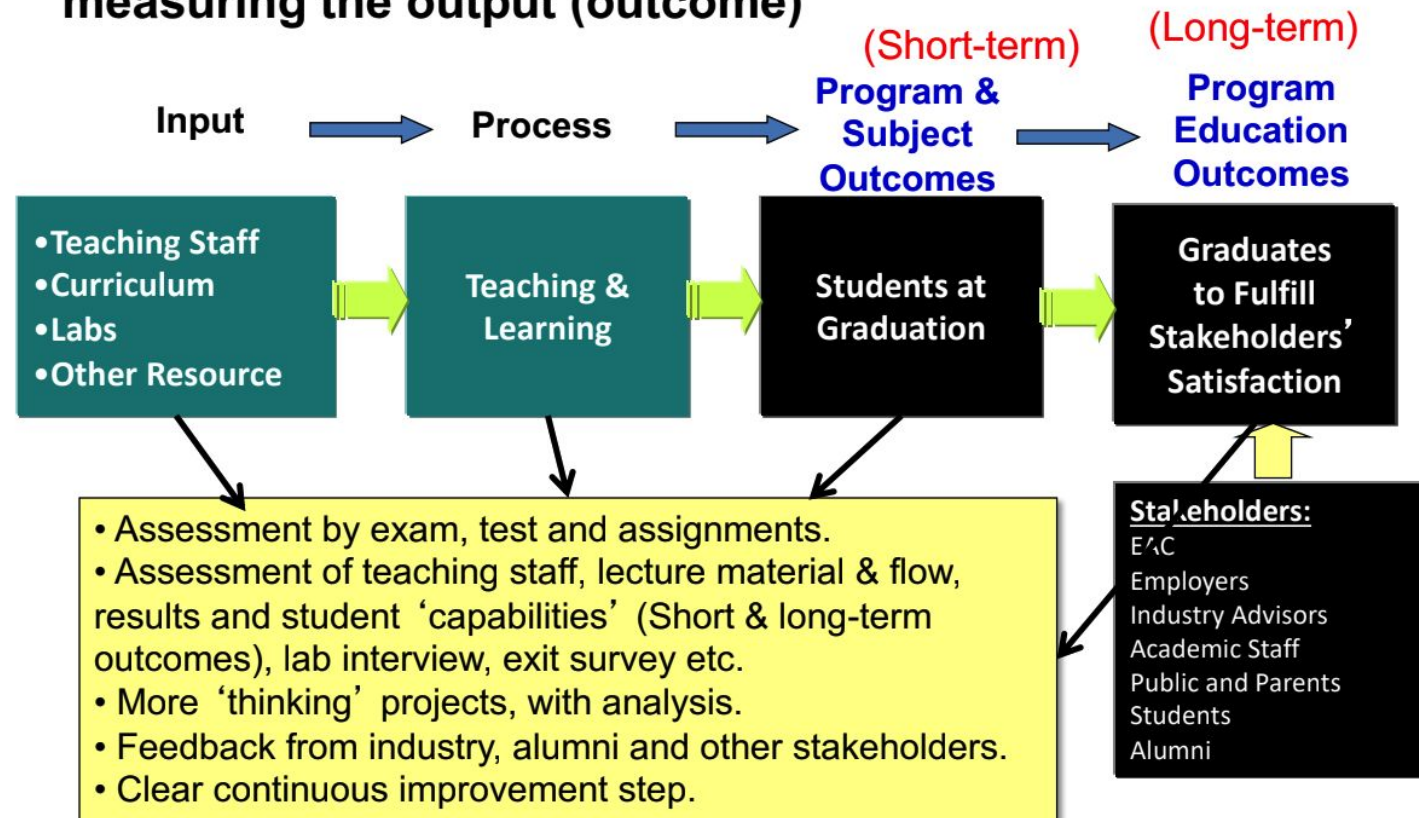 measuring the output (outcome)
(Short-term)
(Long-term)
Input
Process
Program &
Subject
Outcomes
Program
Education
Outcomes
•Teaching Staff
•Curriculum
•Labs
•Other Resource
Teaching &
Learning
Students at
Graduation
Graduates
to Fulfill
Stakeholders’
Satisfaction
• Assessment by exam, test and assignments.
• Assessment of teaching staff, lecture material & flow,
results and student ‘capabilities’ (Short & long-term
outcomes), lab interview, exit survey etc.
• More ‘thinking’ projects, with analysis.
• Feedback from industry, alumni and other stakeholders.
• Clear continuous improvement step.
Stakeholders:
EAC
Employers
Industry Advisors
Academic Staff
Public and Parents
Students
Alumni